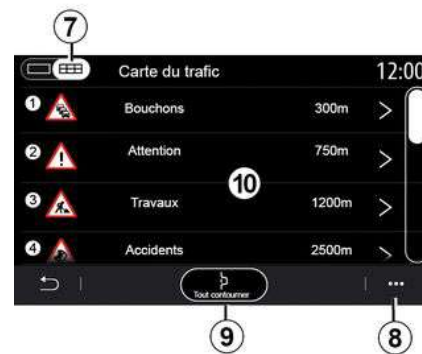 7
Carte du trafic 12:00
1 Bouchons 300m
2 Attention 750m
10
3 Travaux 1200m
4 Accidents 2500m
Tout contourner
9 8